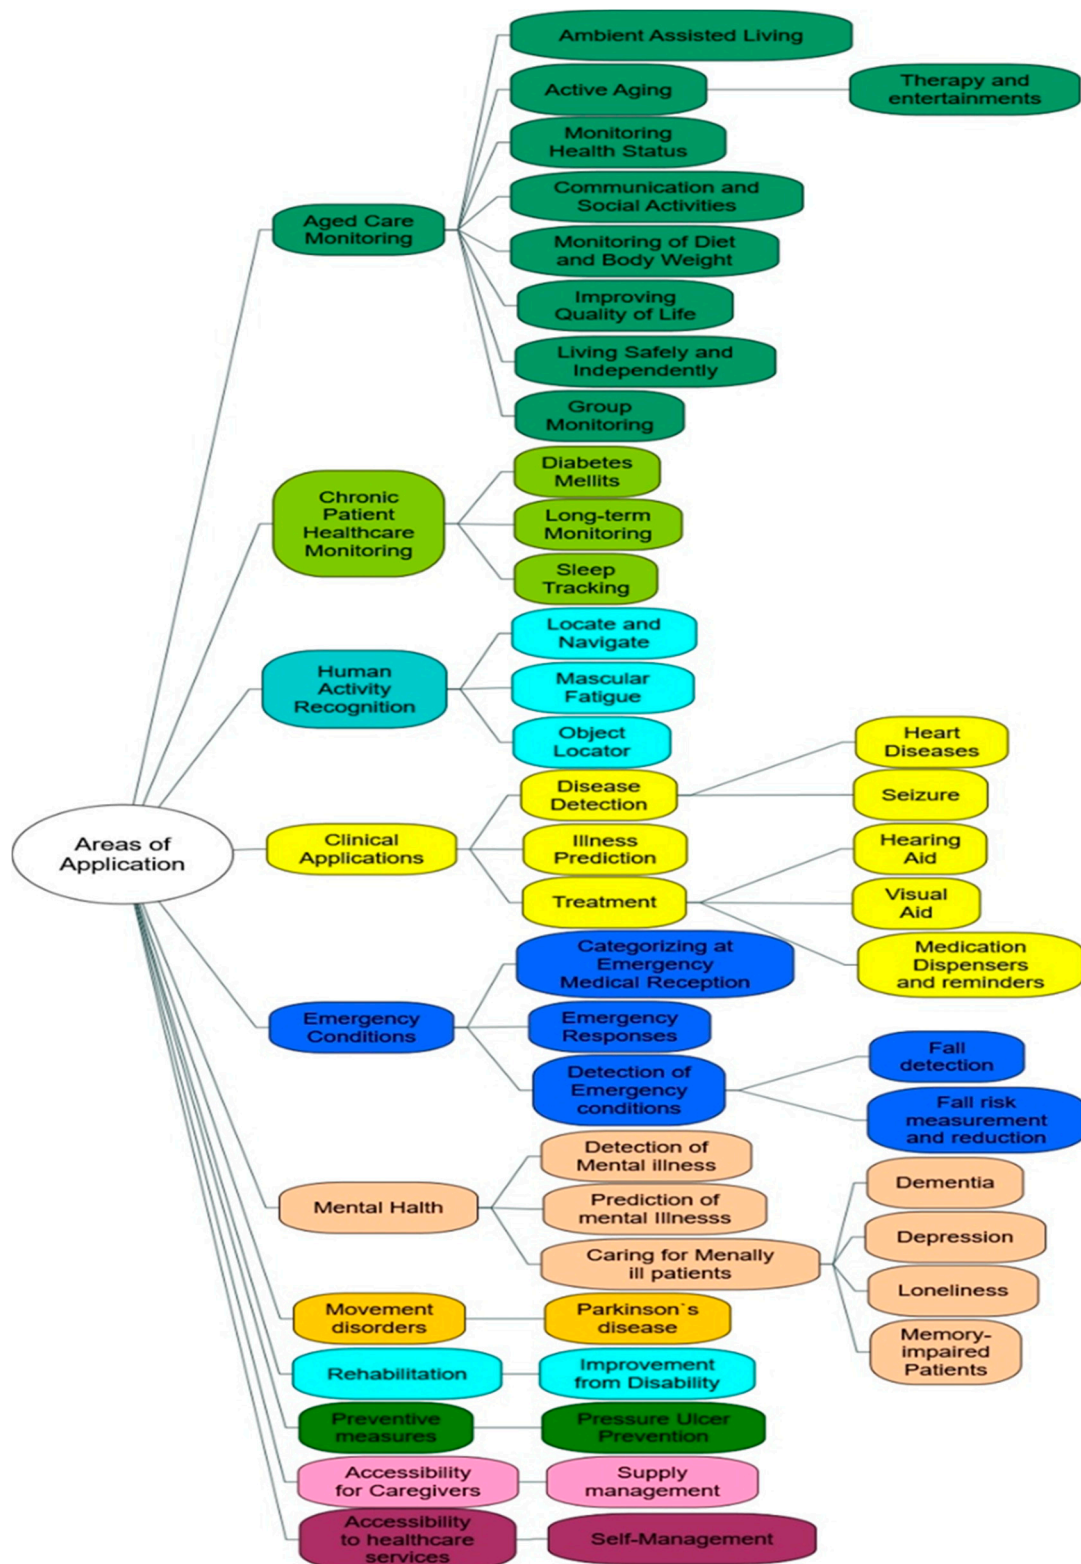 Ambient Assisted Living
Active Aging
Therapy and
entertainments
Monitoring
Health Status
Communication and
Social Activities
Aged Care
Monitoring
Monitoring of Diet
and Body Weight
Improving
Quality of Life
Living Safely and
Independently
Group
Monitoring
Chronic
Patient
Healthcare
Monitoring
Diabetes
Mellits
Long-term
Monitoring
Sleep
Tracking
Human
Activity
Recognition
Locate and
Navigate
Mascular
Fatigue
Object
Locator
Areas of
Application
Clinical
Applications
Disease
Detection
Heart
Diseases
Seizure
Illness
Prediction
Treatment
Hearing
Aid
Visual
Aid
Medication
Dispensers
and reminders
Emergency
Conditions
Categorizing at
Emergency
Medical Reception
Emergency
Responses
Detection of
Emergency
conditions
Fall
detection
Fall risk
measurement
and reduction
Mental Halth
Detection of
Mental illness
Prediction of
mental Illnesss
Caring for Menally
ill patients
Dementia
Depression
Loneliness
Memory-
impaired
Patients
Movement
disorders
Parkinson`s
disease
Rehabilitation
Improvement
from Disability
Preventive
measures
Pressure Ulcer
Prevention
Accessibility
for Caregivers
Supply
management
Accessibility
to healthcare
services
Self-Management